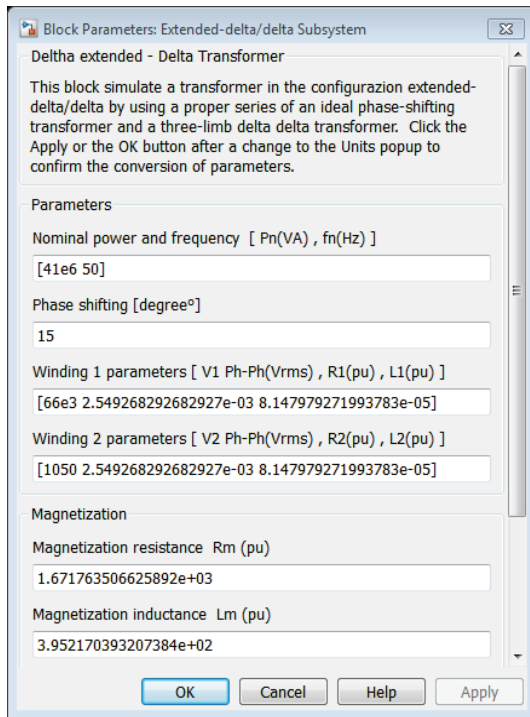 Block Parameters: Extended-delta/delta Subsystem
Deltha extended - Delta Transformer
This block simulate a transformer in the configurazion extended-
delta/delta by using a proper series of an ideal phase-shifting
transformer and a three-limb delta delta transformer. Click the
Apply or the OK button after a change to the Units popup to
confirm the conversion of parameters.
Parameters
Nominal power and frequency [ Pn(VA) , fn(Hz) ]
[41e6 50]
Phase shifting [degreeº]
15
Winding 1 parameters [ V1 Ph-Ph(Vrms) , R1(pu) , L1(pu) ]
[66e3 2.549268292682927e-03 8.147979271993783e-05]
Winding 2 parameters [ V2 Ph-Ph(Vrms) , R2(pu) , L2(pu) ]
[1050 2.549268292682927e-03 8.147979271993783e-05]
Magnetization
Magnetization resistance Rm (pu)
1.671763506625892e+03
Magnetization inductance Lm (pu)
3.952170393207384e+02
OK Cancel Help Apply